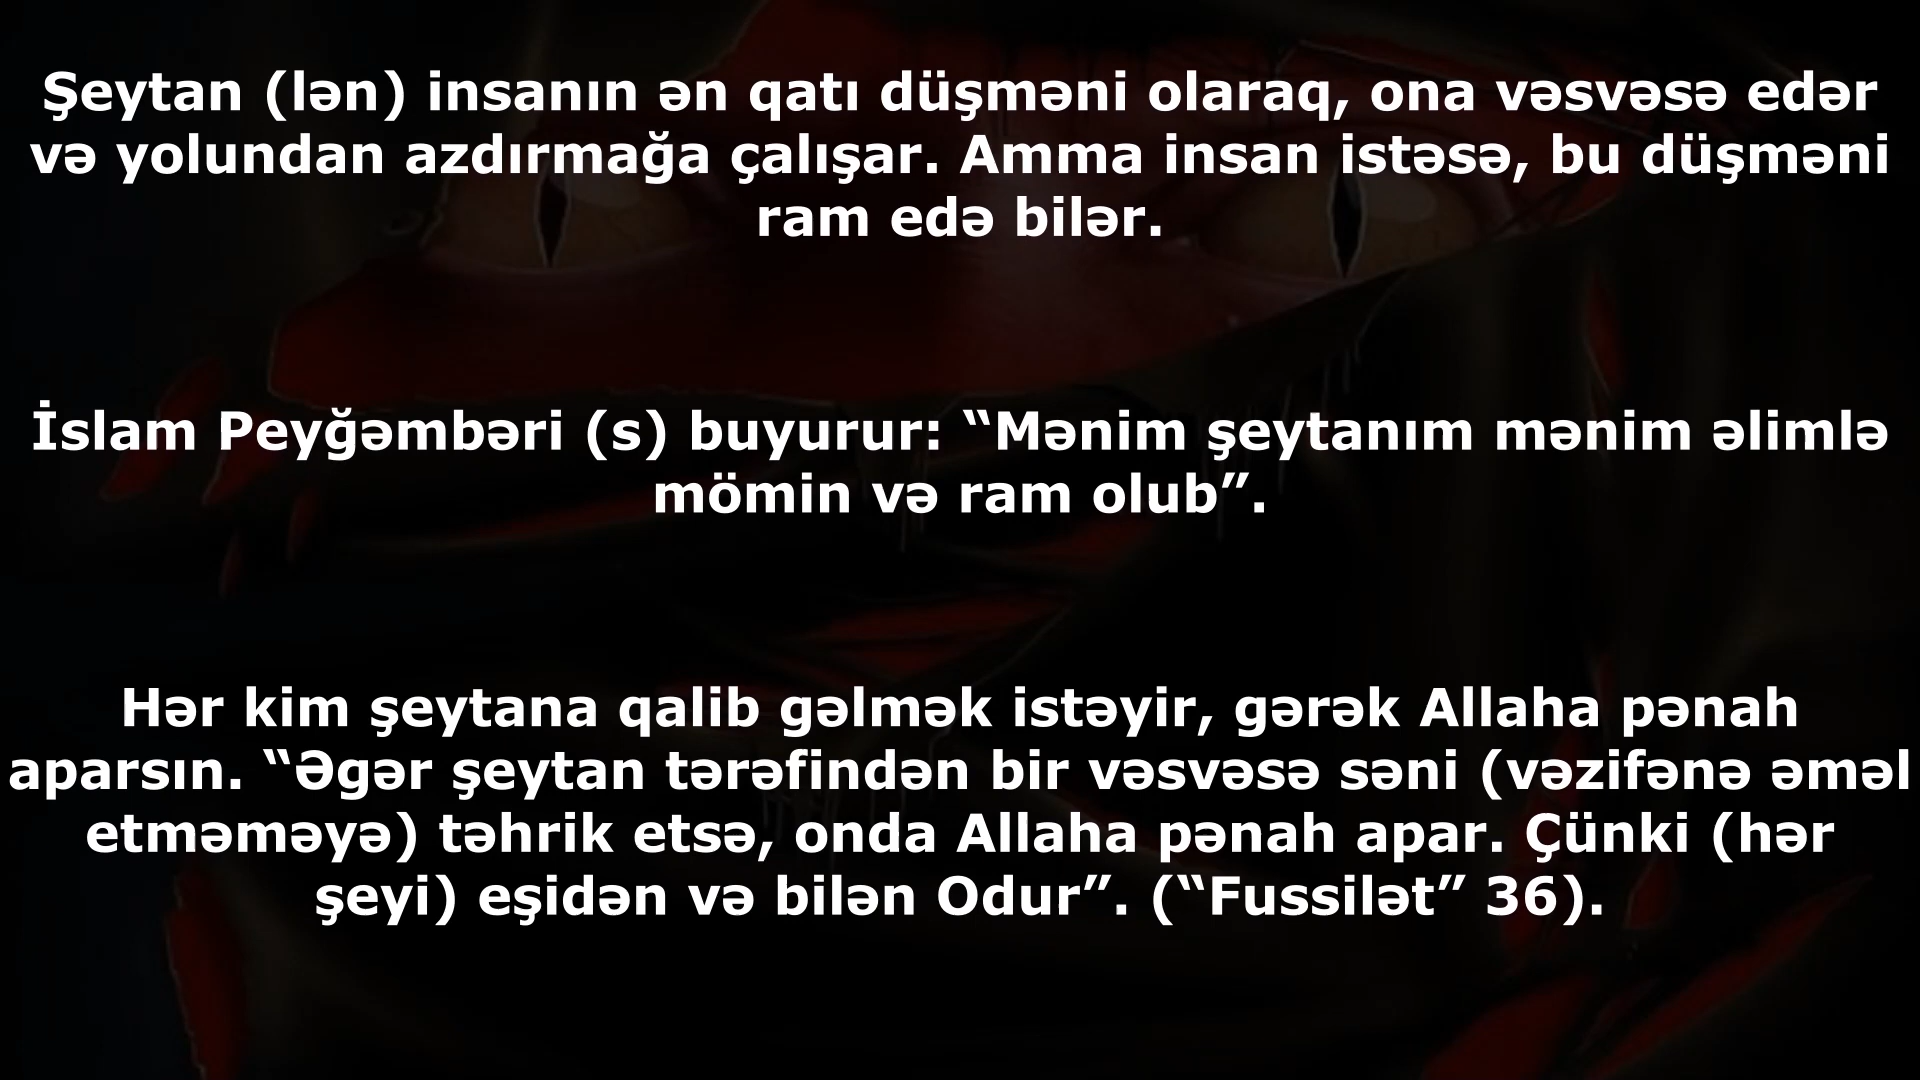 Şeytan (lən) insanın ən qatı düşməni olaraq, ona vəsvəsə edər
və yolundan azdırmağa çalışar. Amma insan istəsə, bu düşməni
ram edə bilər.
İslam Peyğəmbəri (s) buyurur: “Mənim şeytanım mənim əlimlə
mömin və ram olub”.
Hər kim şeytana qalib gəlmək istəyir, gərək Allaha pənah
aparsın. “Əgər şeytan tərəfindən bir vəsvəsə səni (vəzifənə əməl
etməməyə) təhrik etsə, onda Allaha pənah apar. Çünki (hər
şeyi) eşidən və bilən Odur”. (“Fussilət” 36).